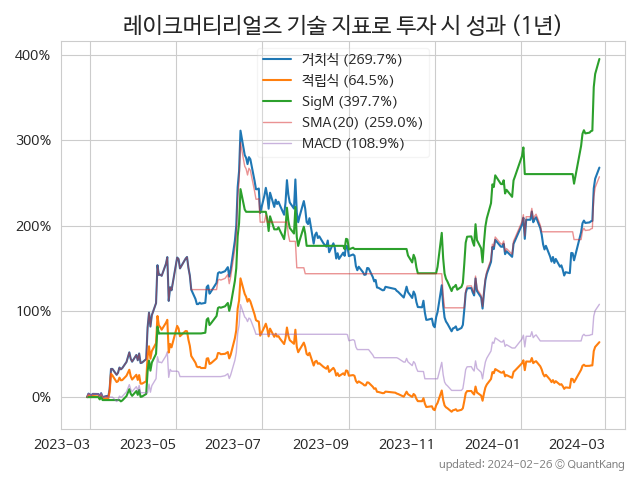 레이크머티리얼즈 기술 지표로 투자 시 성과 (1년)
400%
300%
200%
100%
0%
거치식 (269.7%)
적립식 (64.5%)
SigM (397.7%)
SMA(20) (259.0%)
MACD (108.9%)
2023-03 2023-05 2023-07 2023-09 2023-11 2024-01 2024-03
updated: 2024-02-26 © QuantKang